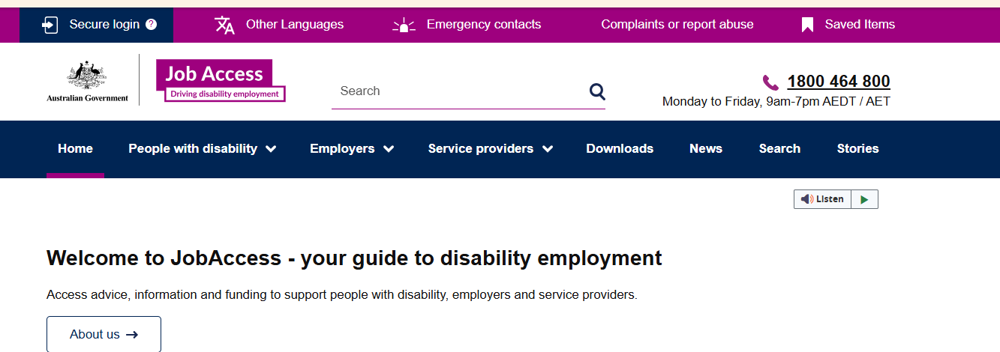 Secure login ?
Other Languages
Emergency contacts
Complaints or report abuse
Saved Items
Australian Government
Job Access
Driving disability employment
Search
1800 464 800
Monday to Friday, 9am-7pm AEDT / AET
Home
People with disability
Employers
Service providers
Downloads
News
Search
Stories
Listen
Welcome to JobAccess - your guide to disability employment
Access advice, information and funding to support people with disability, employers and service providers.
About us →